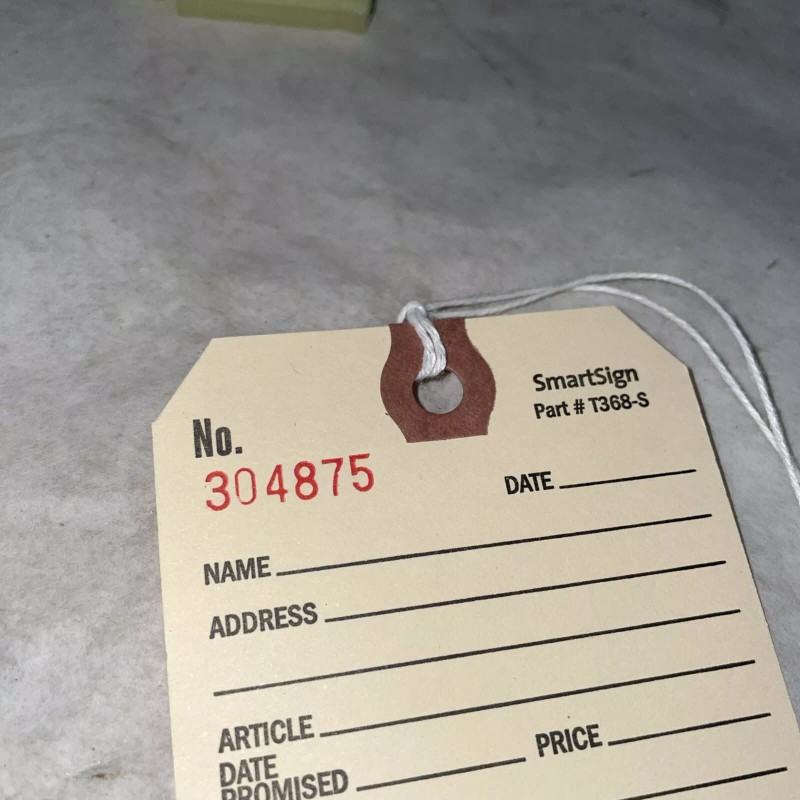 SmartSign
Part # T368-S
No.
304875
DATE
NAME
ADDRESS
ARTICLE
PRICE
DATE
PROMISED